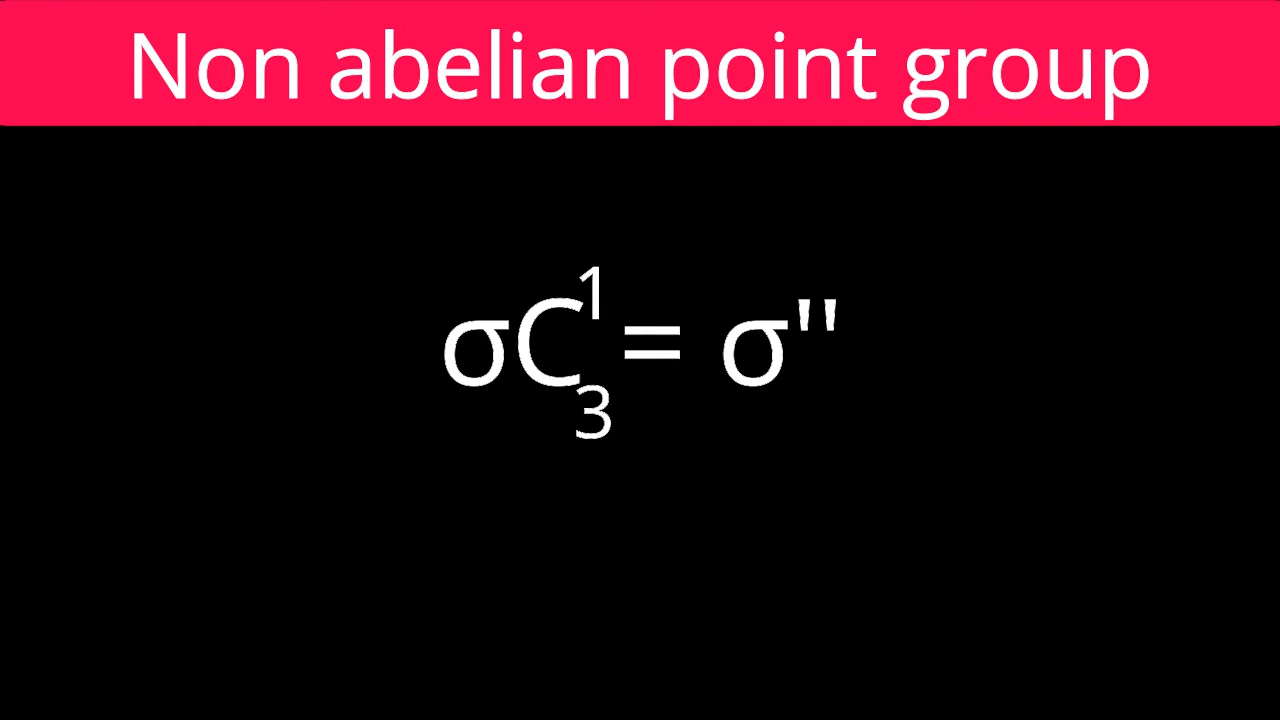 Non abelian point group
σC₃¹ = σ''